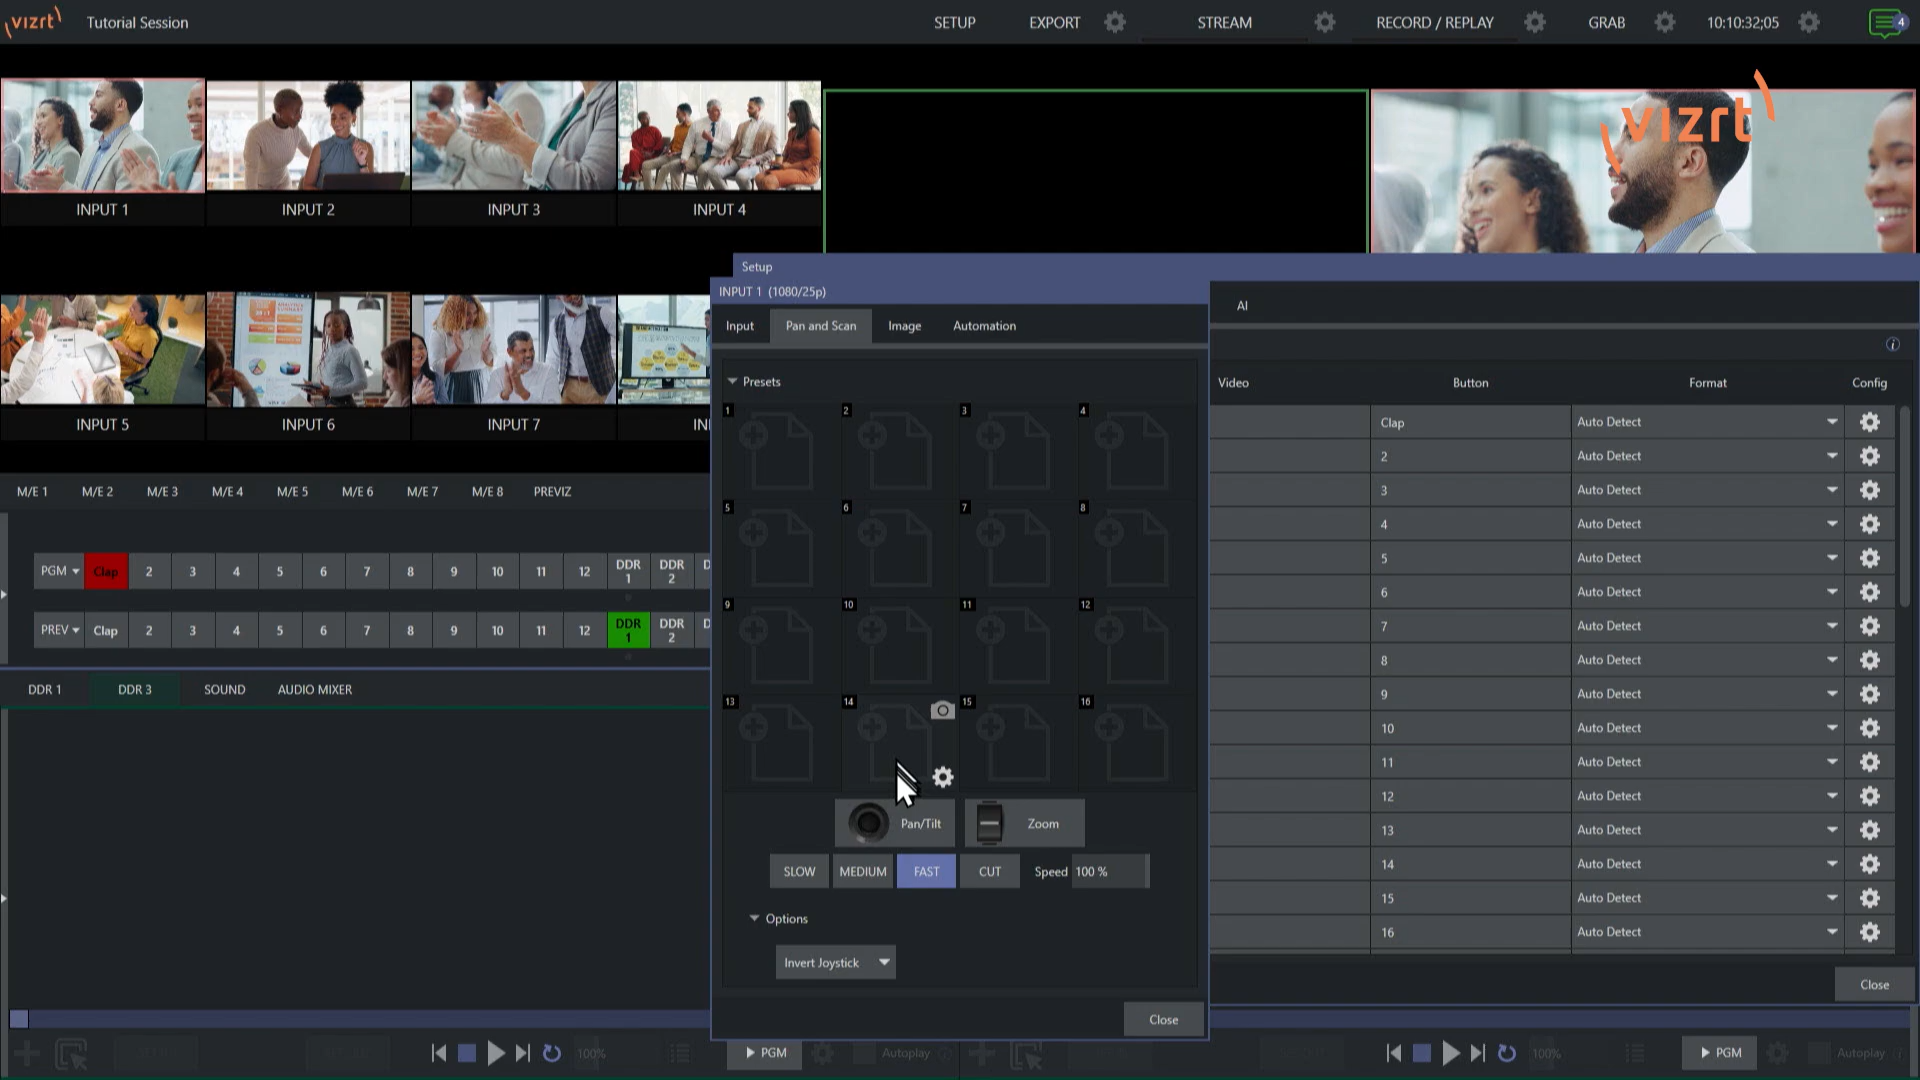 vizrt Tutorial Session SETUP EXPORT STREAM RECORD / REPLAY GRAB 10:10:32;05 4
vizrt
INPUT 1 INPUT 2 INPUT 3 INPUT 4
INPUT 5 INPUT 6 INPUT 7 IN
Setup
INPUT 1 (1080/25p)
Input Pan and Scan Image Automation
AI
Presets
1 2 3 4
5 6 7 8
9 10 11 12
13 14 15 16
Pan/Tilt Zoom
SLOW MEDIUM FAST CUT Speed 100 %
Options
Invert Joystick
Close
Video Button Format Config
Clap Auto Detect
2 Auto Detect
3 Auto Detect
4 Auto Detect
5 Auto Detect
6 Auto Detect
7 Auto Detect
8 Auto Detect
9 Auto Detect
10 Auto Detect
11 Auto Detect
12 Auto Detect
13 Auto Detect
14 Auto Detect
15 Auto Detect
16 Auto Detect
Close
M/E 1 M/E 2 M/E 3 M/E 4 M/E 5 M/E 6 M/E 7 M/E 8 PREVIZ
PGM Clap 2 3 4 5 6 7 8 9 10 11 12 DDR 1 DDR 2 D
PREV Clap 2 3 4 5 6 7 8 9 10 11 12 DDR 1 DDR 2 D
DDR 1 DDR 3 SOUND AUDIO MIXER
100% PGM Autoplay 100% PGM Autoplay